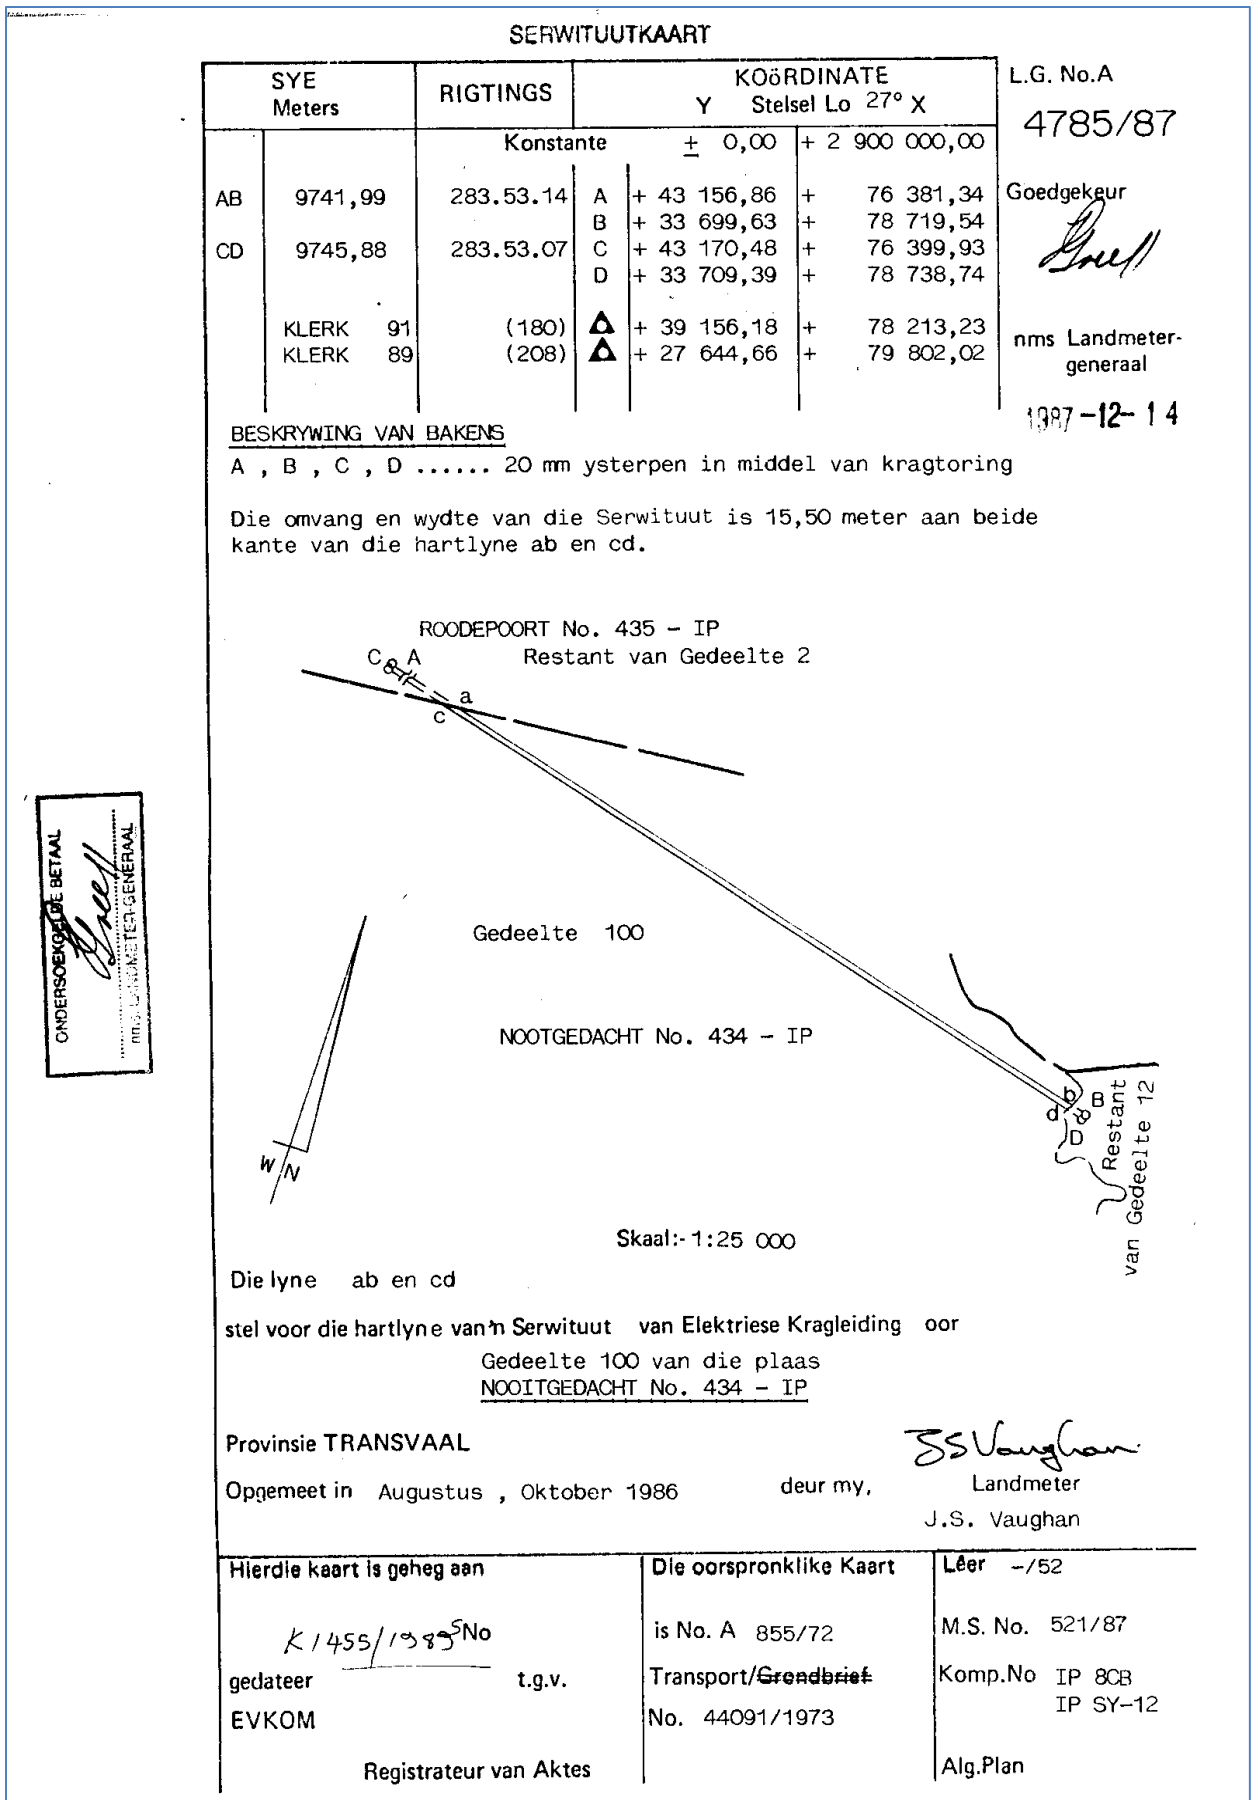 SERWITUUTKAART
SYE
Meters
RIGTINGS
KOöRDINATE
Y Stelsel Lo 27° X
L.G. No.A
4785/87
Konstante ± 0,00 + 2 900 000,00
AB 9741,99 283.53.14 A + 43 156,86 + 76 381,34
B + 33 699,63 + 78 719,54
CD 9745,88 283.53.07 C + 43 170,48 + 76 399,93
D + 33 709,39 + 78 738,74
KLERK 91 (180) + 39 156,18 + 78 213,23
KLERK 89 (208) + 27 644,66 + 79 802,02
Goedgekeur
nms Landmeter-
generaal
1987-12-14
BESKRYWING VAN BAKENS
A , B , C , D ...... 20 mm ysterpen in middel van kragtoring
Die omvang en wydte van die Serwituut is 15,50 meter aan beide
kante van die hartlyne ab en cd.
ROODEPOORT No. 435 - IP
Restant van Gedeelte 2
C A
a
c
ONDERSOEKGELDE BETAAL
nms. LANDMETER-GENERAAL
Gedeelte 100
NOOTGEDACHT No. 434 - IP
b B
d
D
Restant
van Gedeelte 12
W N
Skaal:- 1:25 000
Die lyne ab en cd
stel voor die hartlyne van 'n Serwituut van Elektriese Kragleiding oor
Gedeelte 100 van die plaas
NOOITGEDACHT No. 434 - IP
Provinsie TRANSVAAL
JS Vaughan
Opgemeet in Augustus , Oktober 1986 deur my, Landmeter
J.S. Vaughan
Hierdie kaart is geheg aan
K1455/1989S No
gedateer t.g.v.
EVKOM
Registrateur van Aktes
Die oorspronklike Kaart
is No. A 855/72
Transport/Grondbrief
No. 44091/1973
Lêer -/52
M.S. No. 521/87
Komp.No IP 8CB
IP SY-12
Alg.Plan